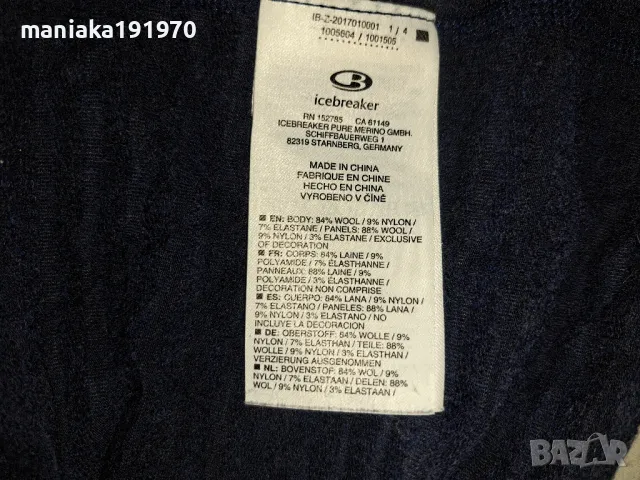 maniaka191970
IB-Z-2017010001 1 / 4
1005604 / 1001505
icebreaker
RN 152785 CA 61149
ICEBREAKER PURE MERINO GMBH.
SCHIFFBAUERWEG 1
82319 STARNBERG, GERMANY
MADE IN CHINA
FABRIQUE EN CHINE
HECHO EN CHINA
VYROBENO V ČÍNĚ
EN: BODY: 84% WOOL / 9% NYLON /
7% ELASTANE / PANELS: 88% WOOL /
9% NYLON / 3% ELASTANE / EXCLUSIVE
OF DECORATION
FR: CORPS: 84% LAINE / 9%
POLYAMIDE / 7% ÉLASTHANNE /
PANNEAUX: 88% LAINE / 9%
POLYAMIDE / 3% ÉLASTHANNE /
DECORATION NON COMPRISE
ES: CUERPO: 84% LANA / 9% NYLON /
7% ELASTANO / PANELES: 88% LANA /
9% NYLON / 3% ELASTANO / NO
INCLUYE LA DECORACION
DE: OBERSTOFF: 84% WOLLE / 9%
NYLON / 7% ELASTHAN / TEILE: 88%
WOLLE / 9% NYLON / 3% ELASTHAN /
VERZIERUNG AUSGENOMMEN
NL: BOVENSTOF: 84% WOL / 9%
NYLON / 7% ELASTAAN / DELEN: 88%
WOL / 9% NYLON / 3% ELASTAAN /
BAZAR